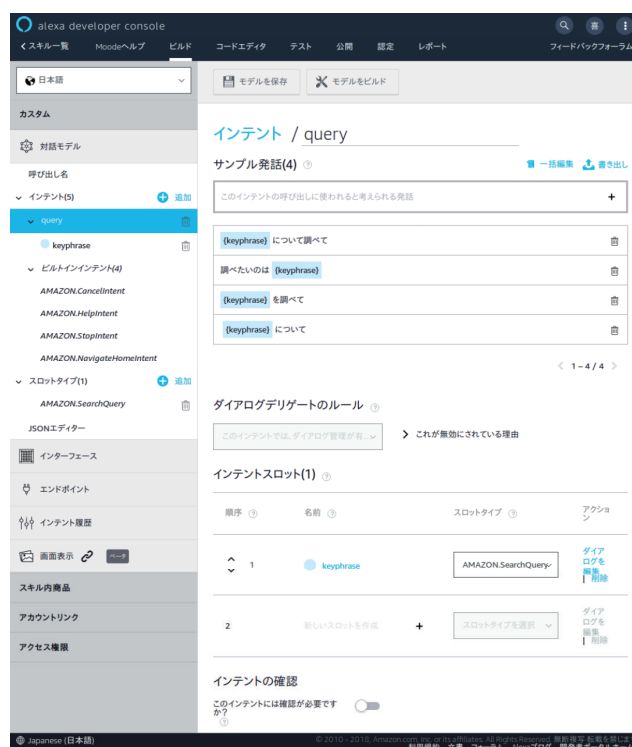 alexa developer console
喜
スキル一覧 Moodeヘルプ ビルド コードエディタ テスト 公開 認定 レポート フィードバックフォーラム
日本語
モデルを保存 モデルをビルド
カスタム
対話モデル
インテント / query
サンプル発話(4)
一括編集 書き出し
呼び出し名
インテント(5) 追加
このインテントの呼び出しに使われると考えられる発話
query
keyphrase
{keyphrase} について調べて
ビルトインインテント(4)
調べたいのは {keyphrase}
AMAZON.CancelIntent
{keyphrase} を調べて
AMAZON.HelpIntent
{keyphrase} について
AMAZON.StopIntent
AMAZON.NavigateHomeIntent
1 – 4 / 4
スロットタイプ(1) 追加
AMAZON.SearchQuery
ダイアログデリゲートのルール
JSONエディター
このインテントでは、ダイアログ管理が有...
これが無効にされている理由
インターフェース
インテントスロット(1)
エンドポイント
順序 名前 スロットタイプ アクション
インテント履歴
画面表示 ベータ
1 keyphrase AMAZON.SearchQuery ダイアログを編集 | 削除
スキル内商品
アカウントリンク
2 新しいスロットを作成 スロットタイプを選択 ダイアログを編集 | 削除
アクセス権限
インテントの確認
このインテントには確認が必要ですか?
Japanese (日本語)
© 2010 - 2018, Amazon.com, Inc. or its affiliates. All Rights Reserved. 無断複写 転載を禁じま